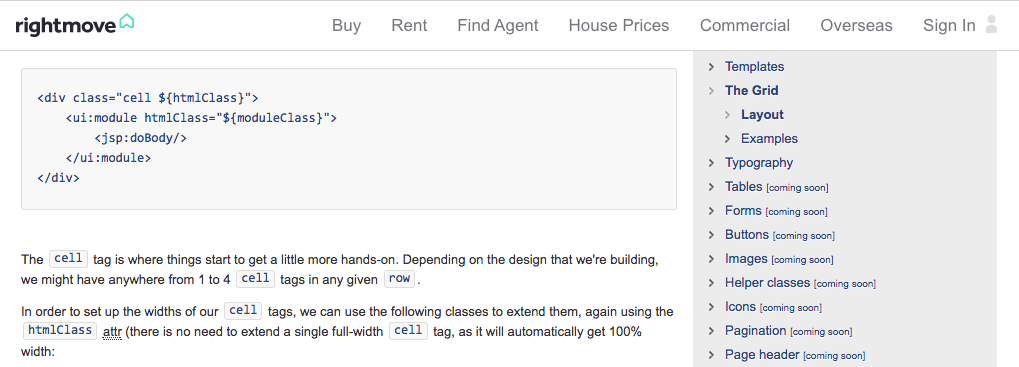 rightmove
Buy Rent Find Agent House Prices Commercial Overseas Sign In
<div class="cell ${htmlClass}">
<ui:module htmlClass="${moduleClass}">
<jsp:doBody/>
</ui:module>
</div>
The cell tag is where things start to get a little more hands-on. Depending on the design that we're building,
we might have anywhere from 1 to 4 cell tags in any given row .
In order to set up the widths of our cell tags, we can use the following classes to extend them, again using the
htmlClass attr (there is no need to extend a single full-width cell tag, as it will automatically get 100%
width:
Templates
The Grid
Layout
Examples
Typography
Tables [coming soon]
Forms [coming soon]
Buttons [coming soon]
Images [coming soon]
Helper classes [coming soon]
Icons [coming soon]
Pagination [coming soon]
Page header [coming soon]